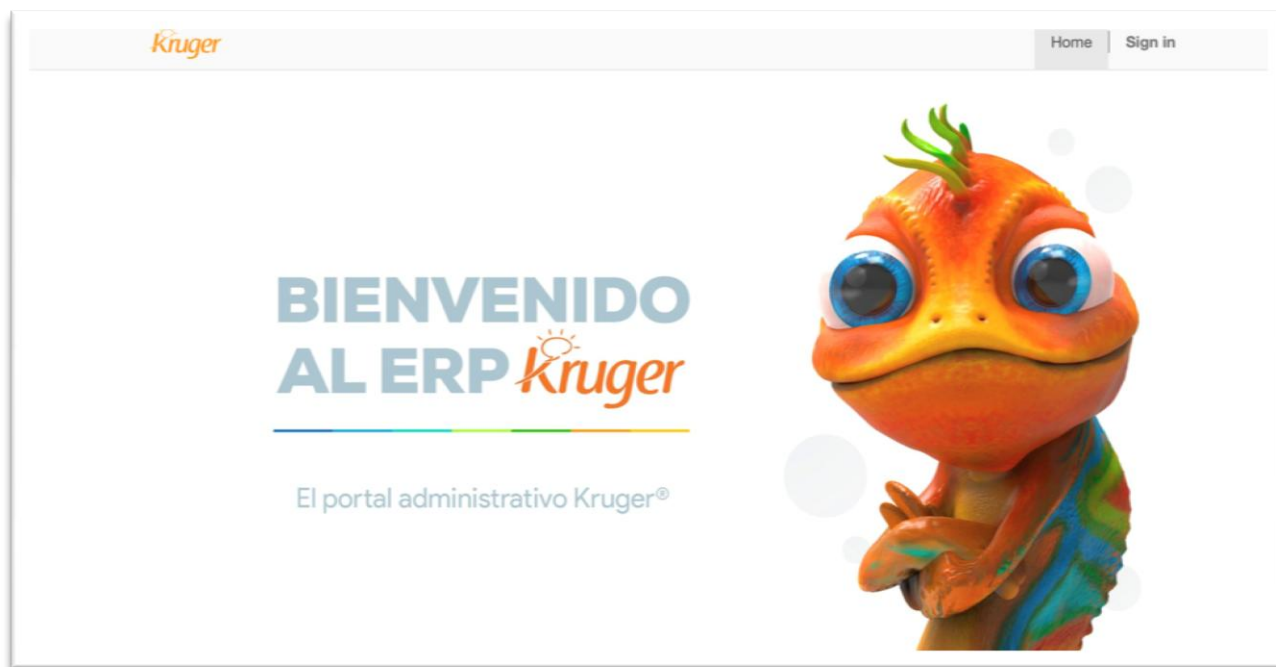 Kruger
Home
Sign in
BIENVENIDO
AL ERP Kruger
El portal administrativo Kruger®